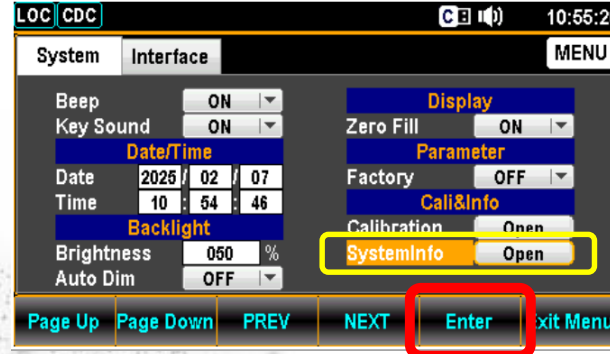 LOC CDC C 10:55:2
System Interface MENU
Beep ON
Key Sound ON
Date/Time
Date 2025 / 02 / 07
Time 10 : 54 : 46
Backlight
Brightness 050 %
Auto Dim OFF
Display
Zero Fill ON
Parameter
Factory OFF
Cali&Info
Calibration Open
SystemInfo Open
Page Up Page Down PREV NEXT Enter Exit Menu